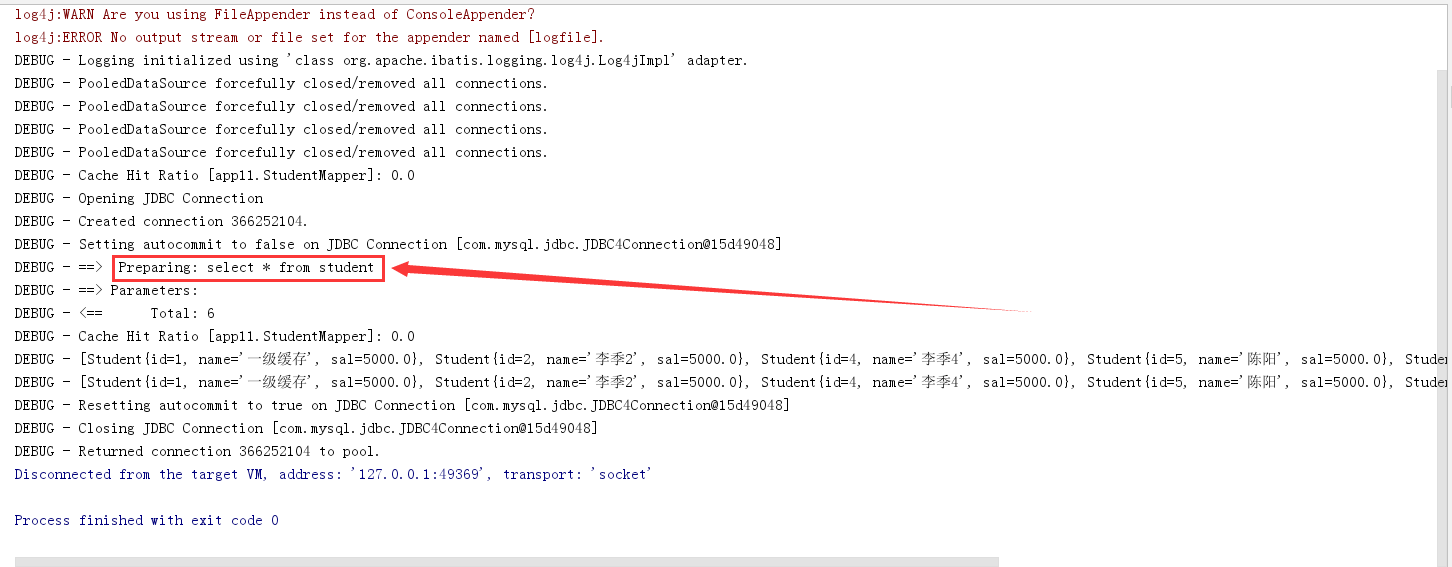 log4j:WARN Are you using FileAppender instead of ConsoleAppender?
log4j:ERROR No output stream or file set for the appender named [logfile].
DEBUG - Logging initialized using 'class org.apache.ibatis.logging.log4j.Log4jImpl' adapter.
DEBUG - PooledDataSource forcefully closed/removed all connections.
DEBUG - PooledDataSource forcefully closed/removed all connections.
DEBUG - PooledDataSource forcefully closed/removed all connections.
DEBUG - PooledDataSource forcefully closed/removed all connections.
DEBUG - Cache Hit Ratio [app11.StudentMapper]: 0.0
DEBUG - Opening JDBC Connection
DEBUG - Created connection 366252104.
DEBUG - Setting autocommit to false on JDBC Connection [com.mysql.jdbc.JDBC4Connection@15d49048]
DEBUG - ==>  Preparing: select * from student
DEBUG - ==> Parameters:
DEBUG - <==      Total: 6
DEBUG - Cache Hit Ratio [app11.StudentMapper]: 0.0
DEBUG - [Student{id=1, name='一级缓存', sal=5000.0}, Student{id=2, name='李季2', sal=5000.0}, Student{id=4, name='李季4', sal=5000.0}, Student{id=5, name='陈阳', sal=5000.0}, Stude
DEBUG - [Student{id=1, name='一级缓存', sal=5000.0}, Student{id=2, name='李季2', sal=5000.0}, Student{id=4, name='李季4', sal=5000.0}, Student{id=5, name='陈阳', sal=5000.0}, Stude
DEBUG - Resetting autocommit to true on JDBC Connection [com.mysql.jdbc.JDBC4Connection@15d49048]
DEBUG - Closing JDBC Connection [com.mysql.jdbc.JDBC4Connection@15d49048]
DEBUG - Returned connection 366252104 to pool.
Disconnected from the target VM, address: '127.0.0.1:49369', transport: 'socket'
Process finished with exit code 0